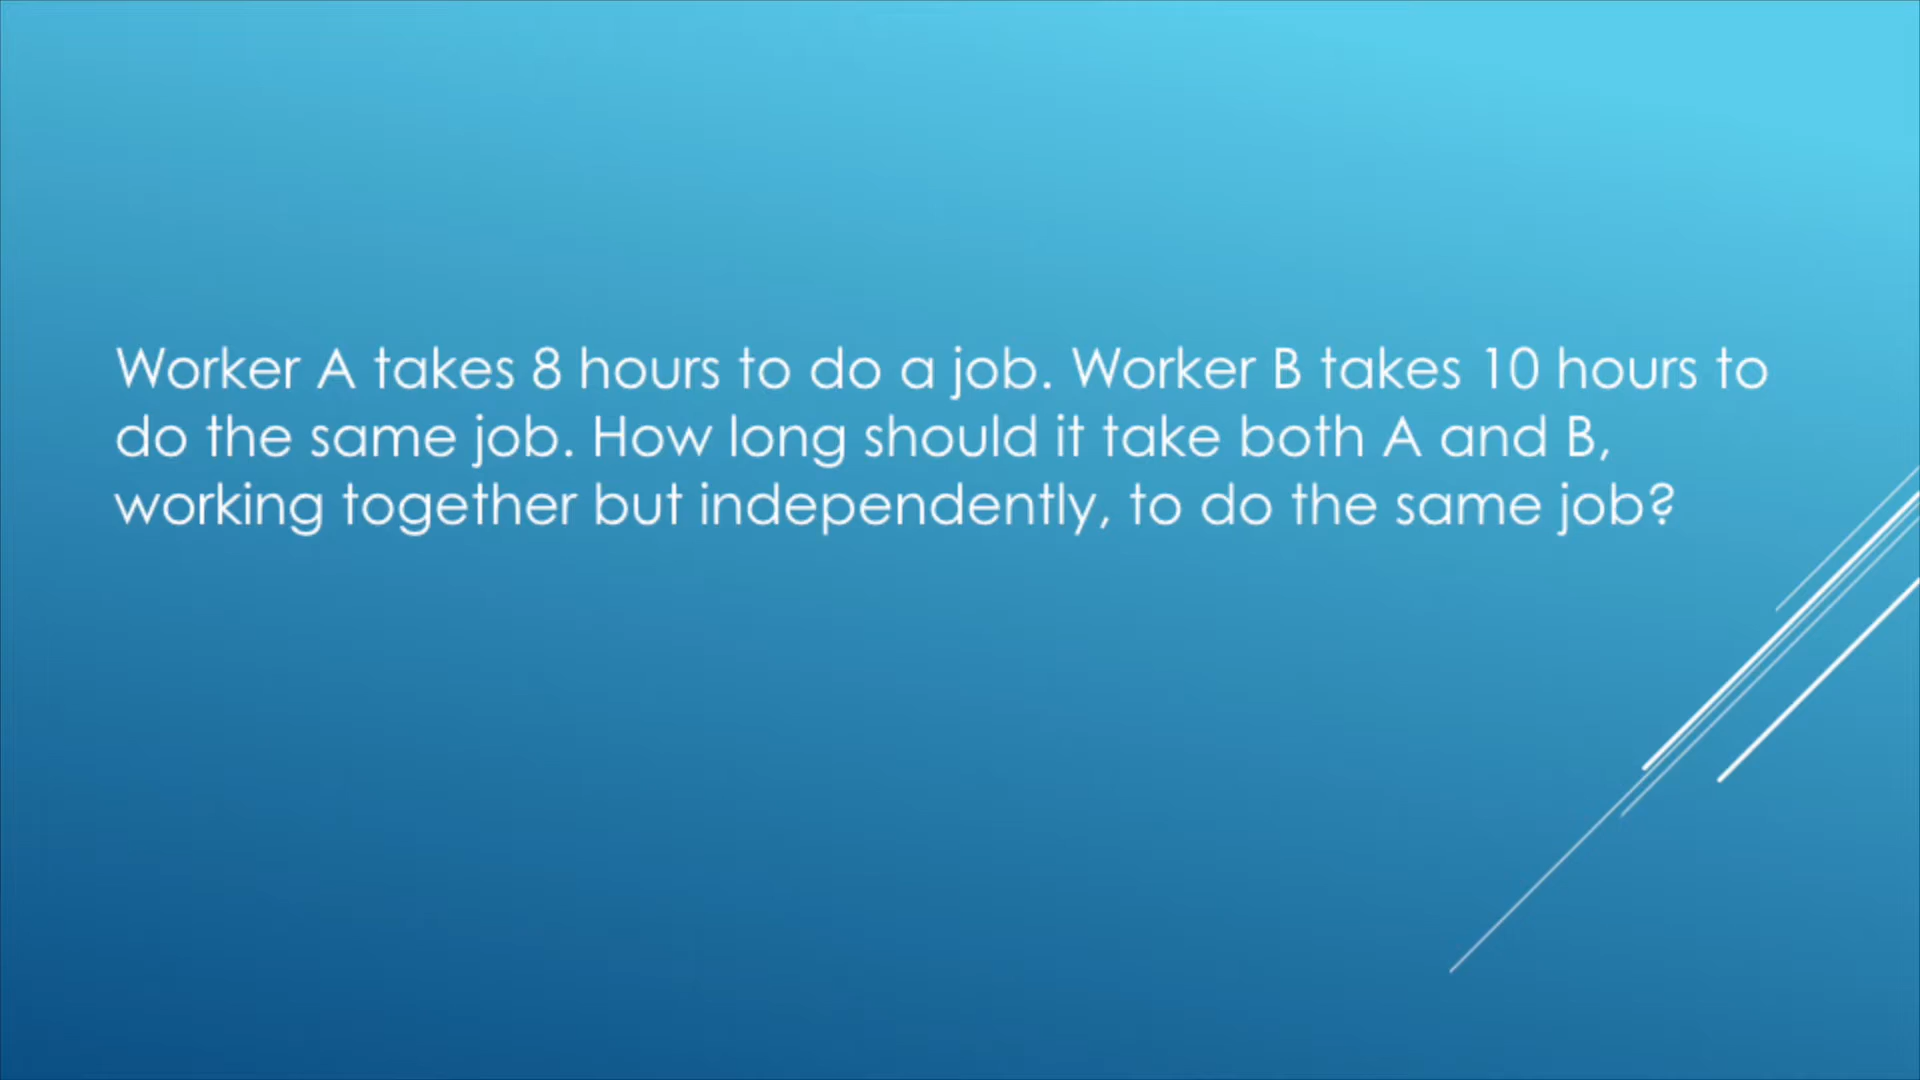 Worker A takes 8 hours to do a job. Worker B takes 10 hours to
do the same job. How long should it take both A and B,
working together but independently, to do the same job?